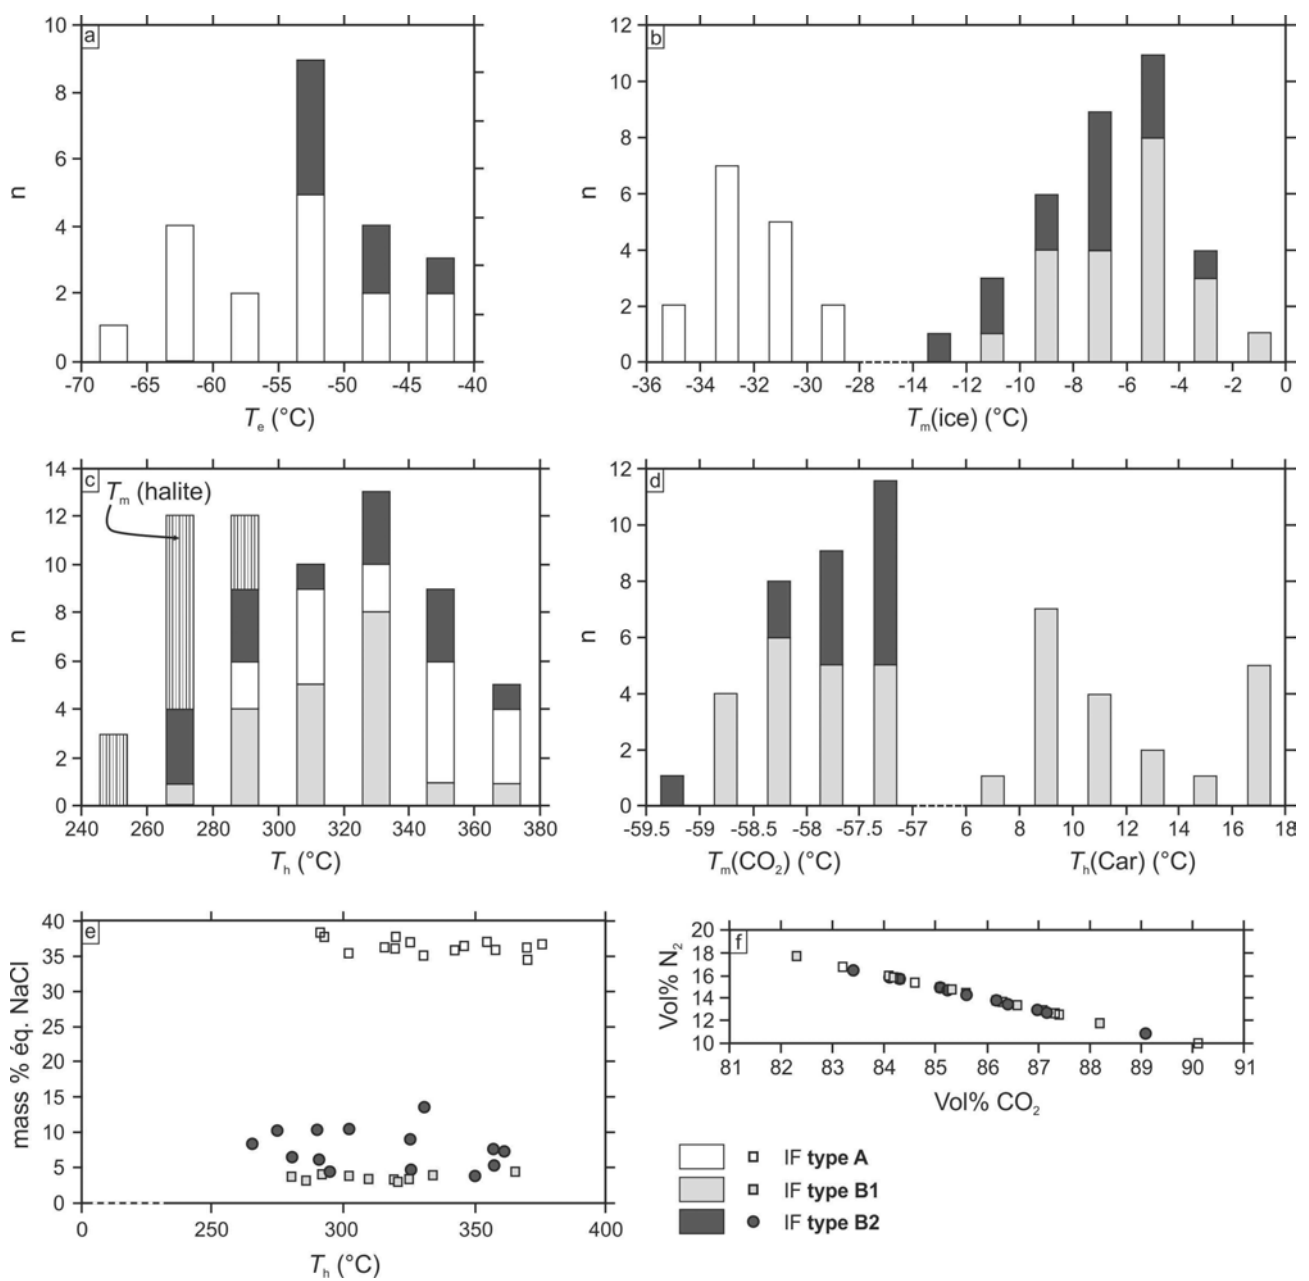 a
10
8
6
4
2
0
n
-70 -65 -60 -55 -50 -45 -40
Te (°C)
b
12
10
8
6
4
2
0
n
-36 -33 -31 -28 -14 -12 -10 -8 -6 -4 -2 0
Tm(ice) (°C)
c
Tm (halite)
14
12
10
8
6
4
2
0
n
240 260 280 300 320 340 360 380
Th (°C)
d
12
10
8
6
4
2
0
n
-59.5 -59 -58.5 -58 -57.5 -57 6 8 10 12 14 16 18
Tm(CO2) (°C) Th(Car) (°C)
e
40
35
30
25
20
15
10
5
0
mass % éq. NaCl
0 250 300 350 400
Th (°C)
f
20
18
16
14
12
10
Vol% N2
81 82 83 84 85 86 87 88 89 90 91
Vol% CO2
IF type A
IF type B1
IF type B2